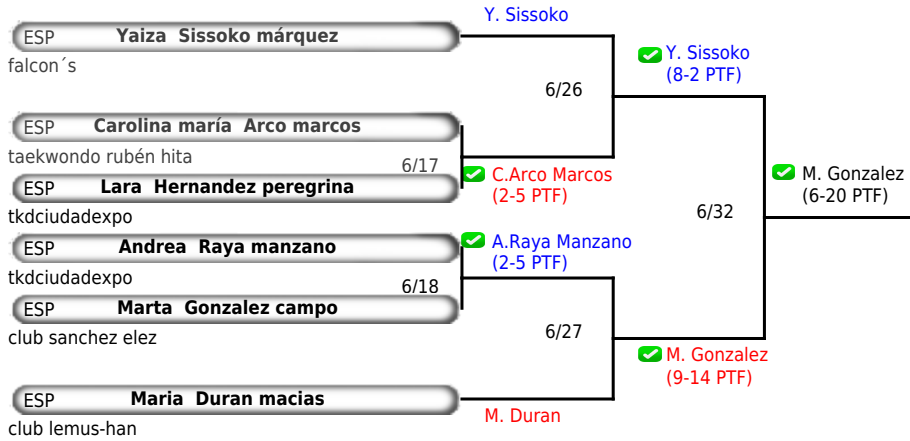 Y. Sissoko
ESP Yaiza Sissoko márquez
falcon´s
Y. Sissoko
(8-2 PTF)
6/26
ESP Carolina maría Arco marcos
taekwondo rubén hita
6/17
C.Arco Marcos
(2-5 PTF)
ESP Lara Hernandez peregrina
tkdciudadexpo
M. Gonzalez
(6-20 PTF)
6/32
ESP Andrea Raya manzano
tkdciudadexpo
A.Raya Manzano
(2-5 PTF)
6/18
ESP Marta Gonzalez campo
club sanchez elez
6/27
M. Gonzalez
(9-14 PTF)
ESP Maria Duran macias
club lemus-han
M. Duran